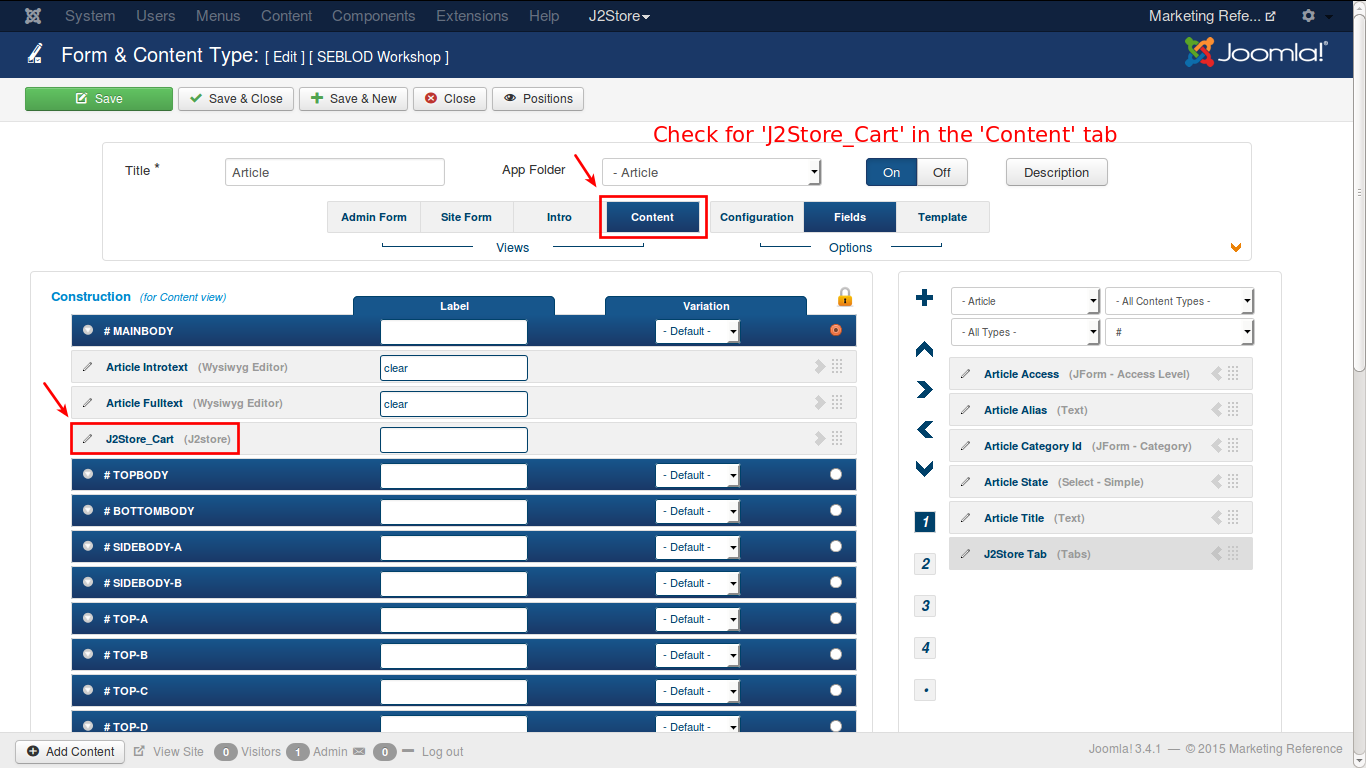 System Users Menus Content Components Extensions Help J2Store Marketing Refe...
Form & Content Type: [ Edit ] [ SEBLOD Workshop ] Joomla!
Save Save & Close Save & New Close Positions
Check for 'J2Store_Cart' in the 'Content' tab
Title * Article App Folder - Article On Off Description
Admin Form Site Form Intro Content Configuration Fields Template
Views Options
Construction (for Content view)
Label Variation
# MAINBODY - Default -
Article Introtext (Wysiwyg Editor) clear
Article Fulltext (Wysiwyg Editor) clear
J2Store_Cart (J2store)
# TOPBODY - Default -
# BOTTOMBODY - Default -
# SIDEBODY-A - Default -
# SIDEBODY-B - Default -
# TOP-A - Default -
# TOP-B - Default -
# TOP-C - Default -
# TOP-D - Default -
- Article - All Content Types -
- All Types - #
Article Access (JForm - Access Level)
Article Alias (Text)
Article Category Id (JForm - Category)
Article State (Select - Simple)
Article Title (Text)
J2Store Tab (Tabs)
1
2
3
4
•
Add Content View Site 0 Visitors 1 Admin 0 Log out Joomla! 3.4.1 — © 2015 Marketing Reference